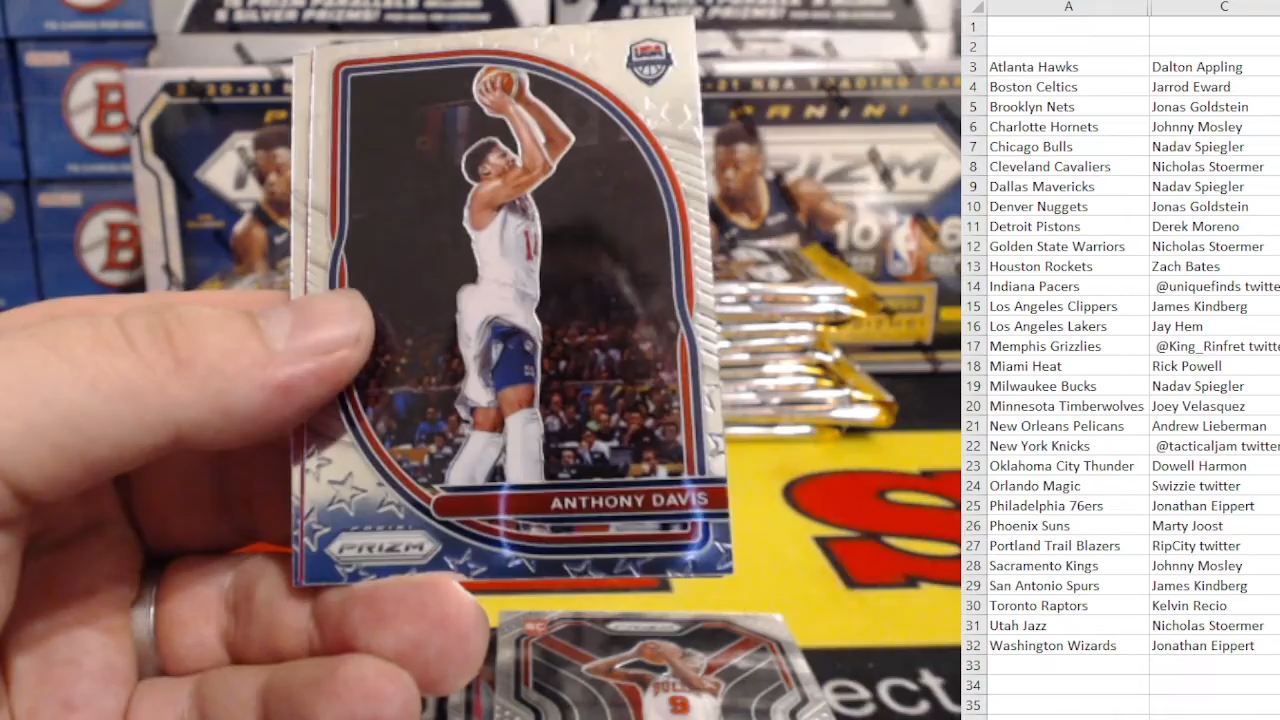 USA
11
ANTHONY DAVIS
PANINI
PRIZM
B
B
RC
BULLS
9
PANINI
10
S
ect
A C
1
2
3 Atlanta Hawks Dalton Appling
4 Boston Celtics Jarrod Eward
5 Brooklyn Nets Jonas Goldstein
6 Charlotte Hornets Johnny Mosley
7 Chicago Bulls Nadav Spiegler
8 Cleveland Cavaliers Nicholas Stoermer
9 Dallas Mavericks Nadav Spiegler
10 Denver Nuggets Jonas Goldstein
11 Detroit Pistons Derek Moreno
12 Golden State Warriors Nicholas Stoermer
13 Houston Rockets Zach Bates
14 Indiana Pacers @uniquefinds twitte
15 Los Angeles Clippers James Kindberg
16 Los Angeles Lakers Jay Hem
17 Memphis Grizzlies @King_Rinfret twitte
18 Miami Heat Rick Powell
19 Milwaukee Bucks Nadav Spiegler
20 Minnesota Timberwolves Joey Velasquez
21 New Orleans Pelicans Andrew Lieberman
22 New York Knicks @tacticaljam twitter
23 Oklahoma City Thunder Dowell Harmon
24 Orlando Magic Swizzie twitter
25 Philadelphia 76ers Jonathan Eippert
26 Phoenix Suns Marty Joost
27 Portland Trail Blazers RipCity twitter
28 Sacramento Kings Johnny Mosley
29 San Antonio Spurs James Kindberg
30 Toronto Raptors Kelvin Recio
31 Utah Jazz Nicholas Stoermer
32 Washington Wizards Jonathan Eippert
33
34
35